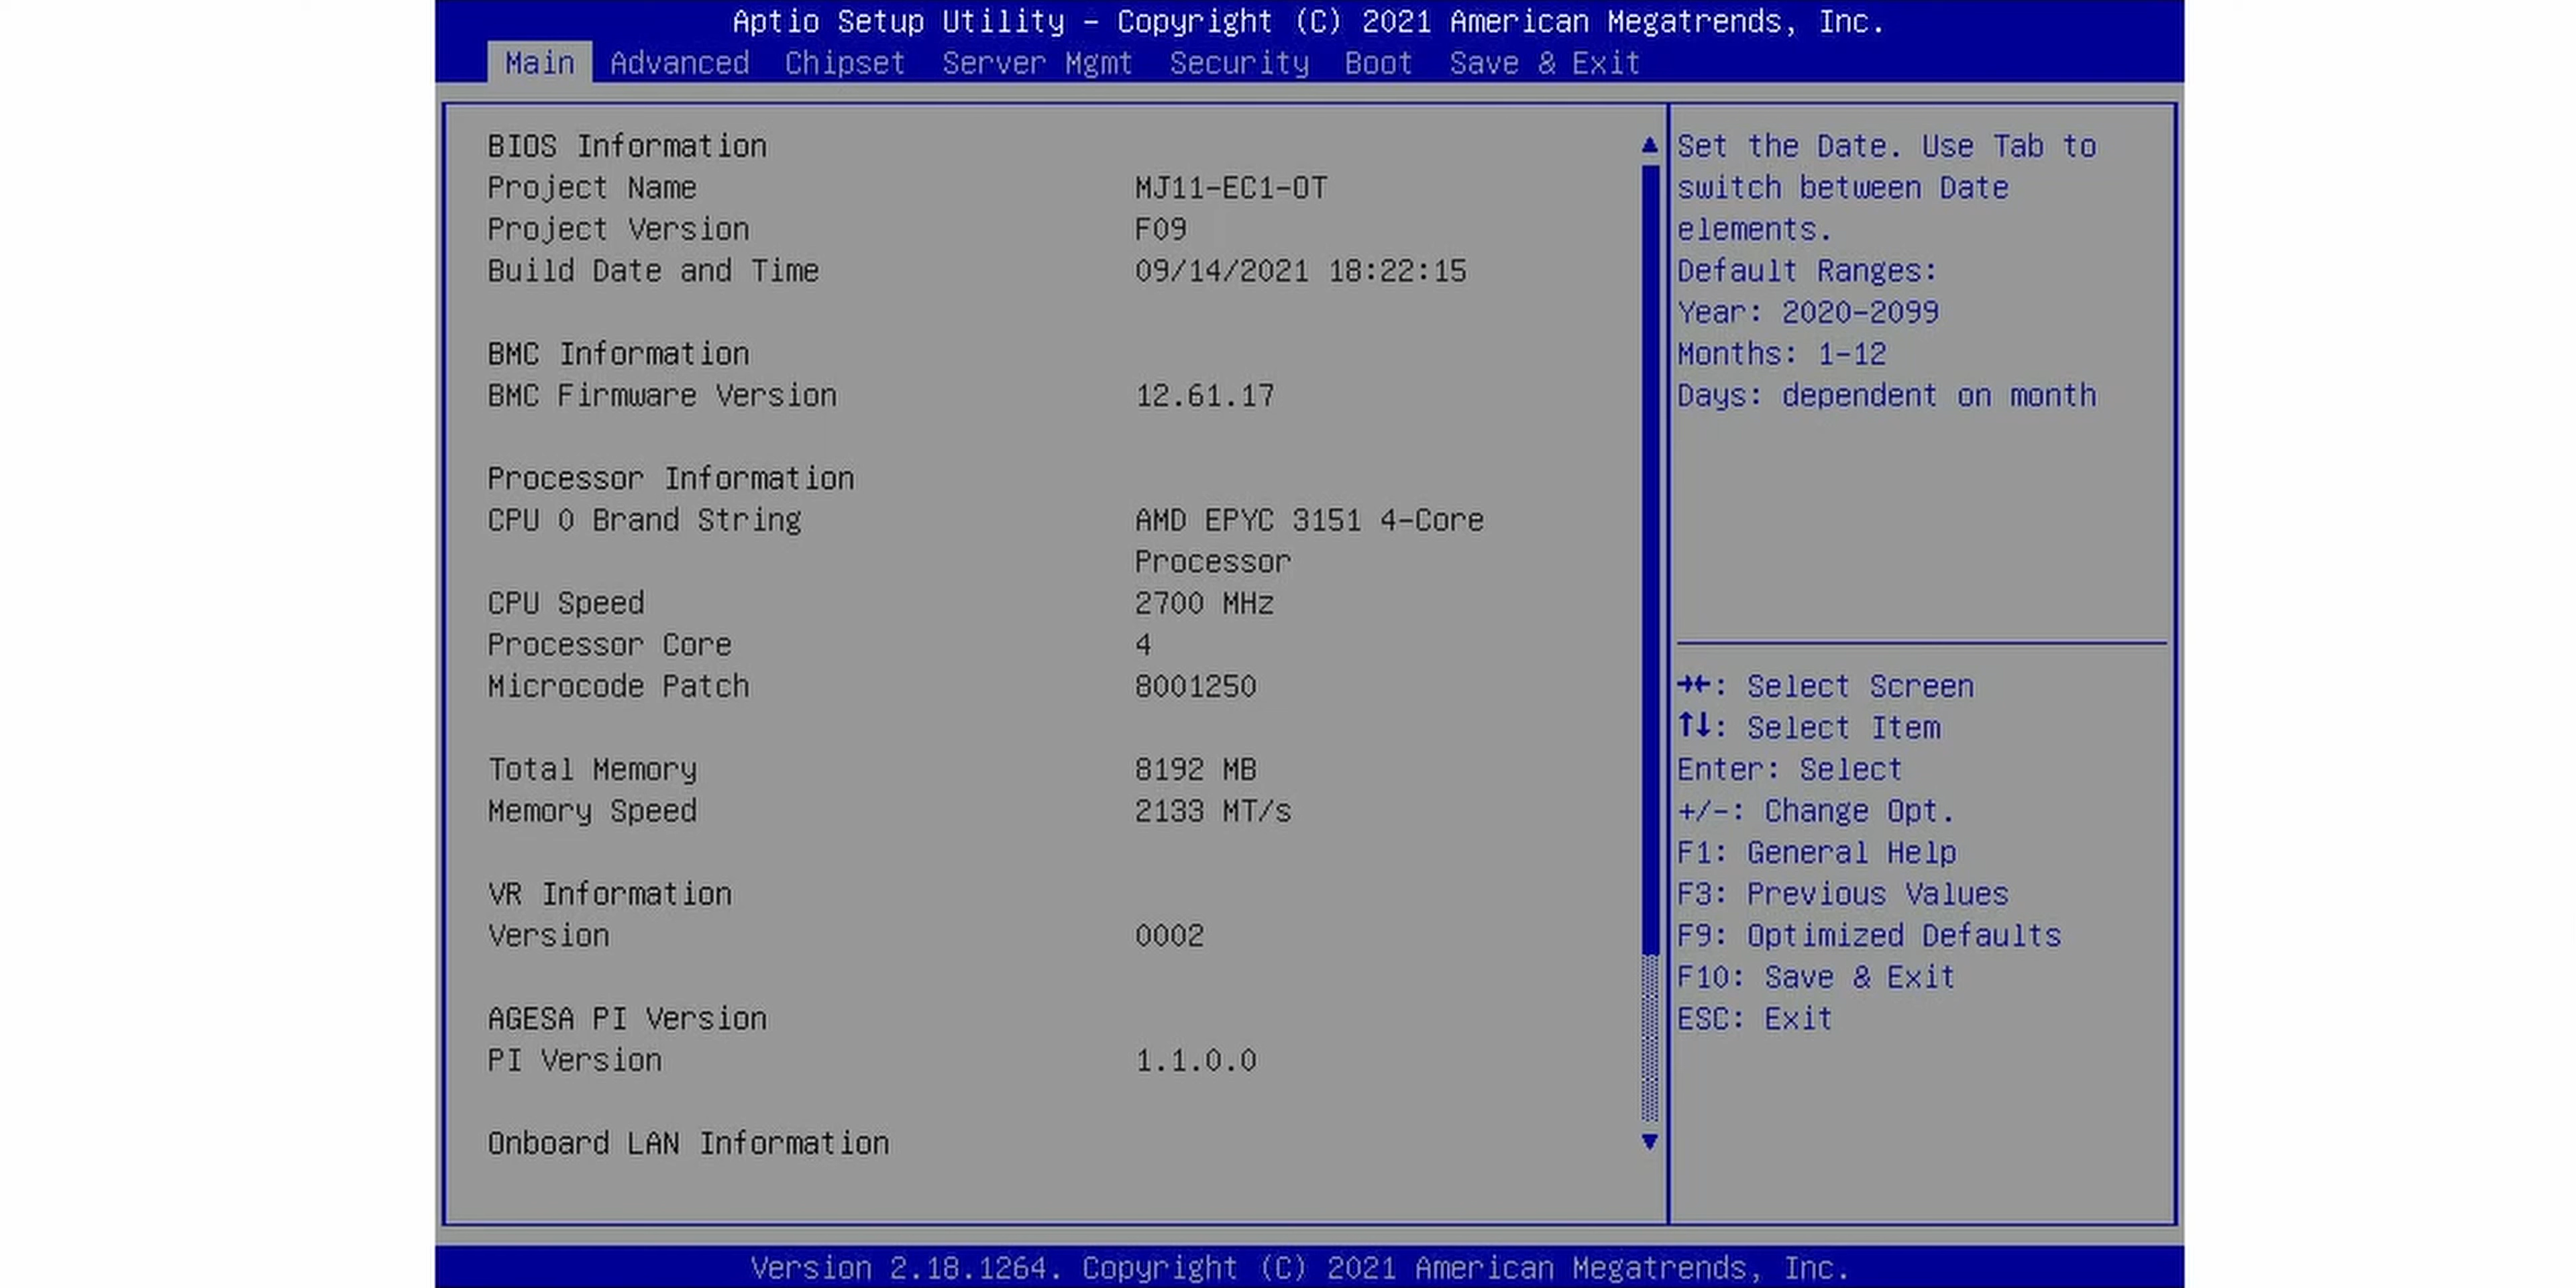 Aptio Setup Utility – Copyright (C) 2021 American Megatrends, Inc.
Main Advanced Chipset Server Mgmt Security Boot Save & Exit
BIOS Information
Project Name MJ11-EC1-OT
Project Version F09
Build Date and Time 09/14/2021 18:22:15
BMC Information
BMC Firmware Version 12.61.17
Processor Information
CPU 0 Brand String AMD EPYC 3151 4-Core
Processor
CPU Speed 2700 MHz
Processor Core 4
Microcode Patch 8001250
Total Memory 8192 MB
Memory Speed 2133 MT/s
VR Information
Version 0002
AGESA PI Version
PI Version 1.1.0.0
Onboard LAN Information
Set the Date. Use Tab to
switch between Date
elements.
Default Ranges:
Year: 2020-2099
Months: 1-12
Days: dependent on month
→←: Select Screen
↑↓: Select Item
Enter: Select
+/-: Change Opt.
F1: General Help
F3: Previous Values
F9: Optimized Defaults
F10: Save & Exit
ESC: Exit
Version 2.18.1264. Copyright (C) 2021 American Megatrends, Inc.